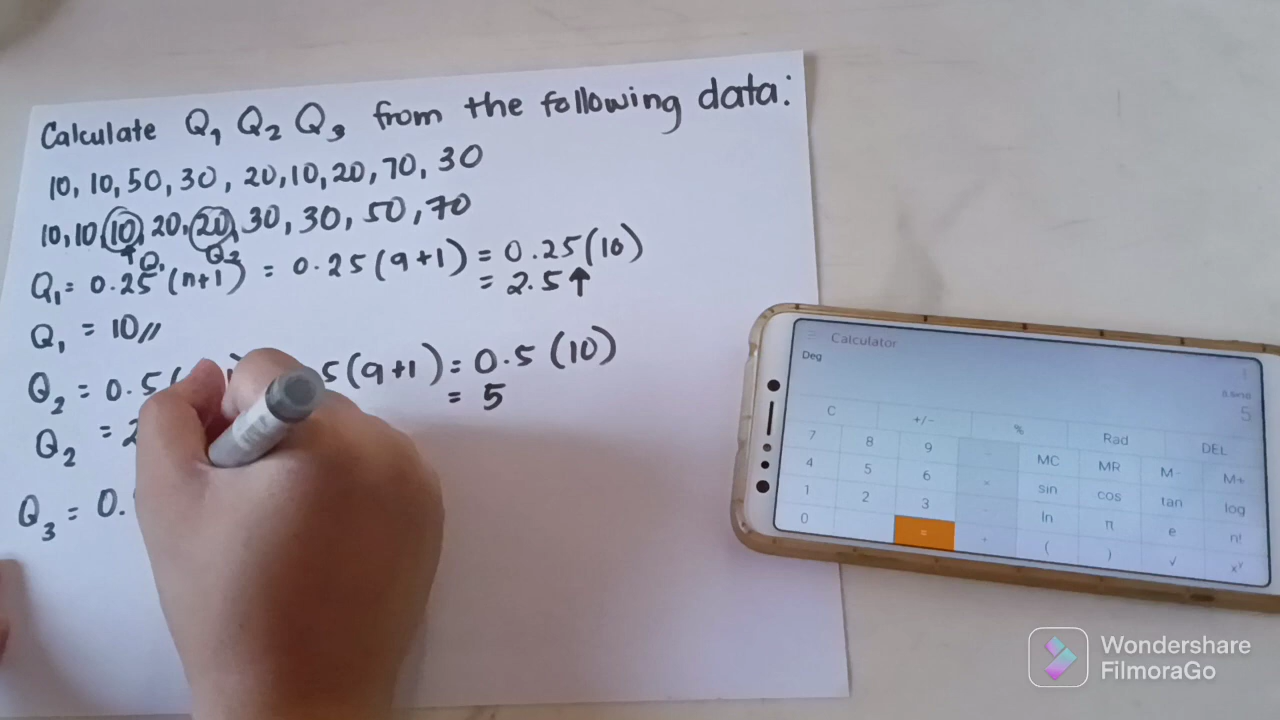 Calculate Q1 Q2 Q3 from the following data:
10, 10, 50, 30, 20, 10, 20, 70, 30
10, 10, 10, 20, 20, 30, 30, 50, 70
↑Q1 Q2
Q1 = 0.25 (n+1) = 0.25 (9+1) = 0.25 (10)
= 2.5↑
Q1 = 10//
Q2 = 0.5( 5(9+1) = 0.5 (10)
= 5
Q2 = 2
Q3 = 0.
Calculator
Deg
5
C +/- % Rad DEL
7 8 9 MC MR M- M+
4 5 6 × sin cos tan log
1 2 3 - ln π e n!
0 = + ( ) √ x^y
Wondershare
FilmoraGo